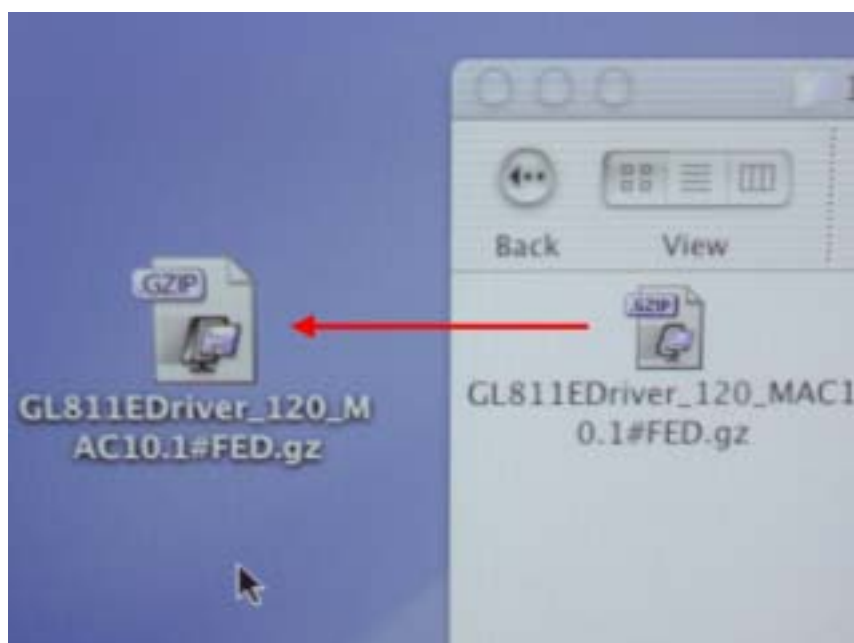 Back
View
GZIP
GL811EDriver_120_M
AC10.1#FED.gz
GZIP
GL811EDriver_120_MAC1
0.1#FED.gz